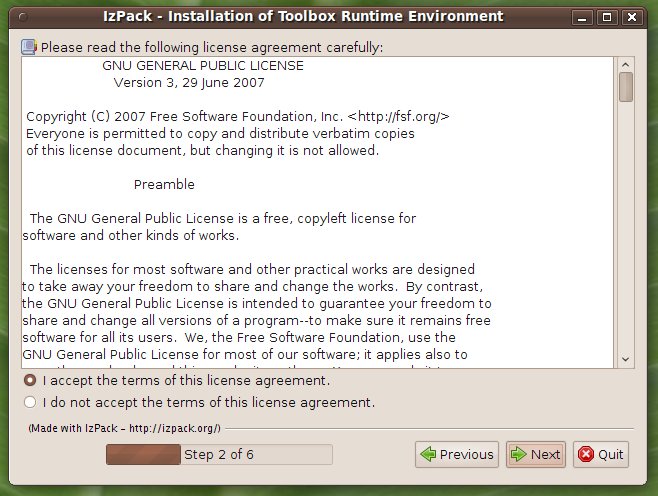 IzPack - Installation of Toolbox Runtime Environment
Please read the following license agreement carefully:
GNU GENERAL PUBLIC LICENSE
Version 3, 29 June 2007
Copyright (C) 2007 Free Software Foundation, Inc. <http://fsf.org/>
Everyone is permitted to copy and distribute verbatim copies
of this license document, but changing it is not allowed.
Preamble
The GNU General Public License is a free, copyleft license for
software and other kinds of works.
The licenses for most software and other practical works are designed
to take away your freedom to share and change the works.  By contrast,
the GNU General Public License is intended to guarantee your freedom to
share and change all versions of a program--to make sure it remains free
software for all its users.  We, the Free Software Foundation, use the
GNU General Public License for most of our software; it applies also to
I accept the terms of this license agreement.
I do not accept the terms of this license agreement.
(Made with IzPack - http://izpack.org/)
Step 2 of 6
Previous
Next
Quit